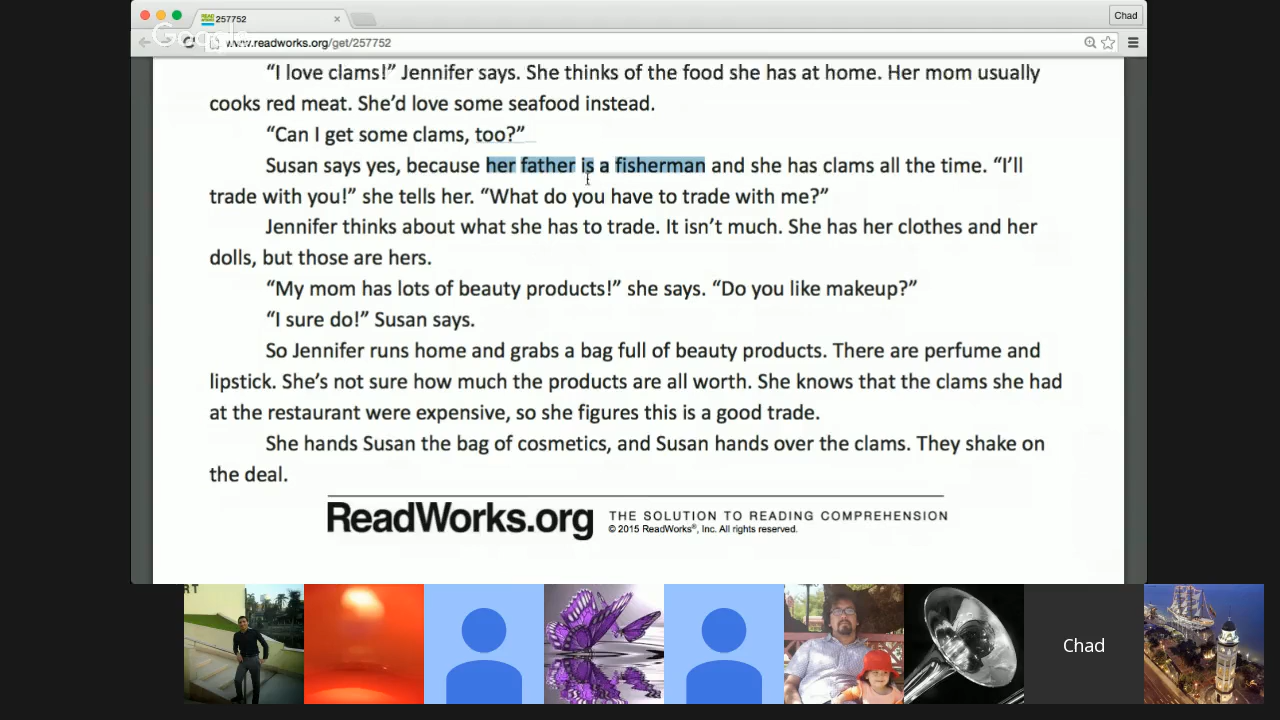 257752
Chad
Google
www.readworks.org/get/257752
“I love clams!” Jennifer says. She thinks of the food she has at home. Her mom usually
cooks red meat. She’d love some seafood instead.
“Can I get some clams, too?”
Susan says yes, because her father is a fisherman and she has clams all the time. “I’ll
trade with you!” she tells her. “What do you have to trade with me?”
Jennifer thinks about what she has to trade. It isn’t much. She has her clothes and her
dolls, but those are hers.
“My mom has lots of beauty products!” she says. “Do you like makeup?”
“I sure do!” Susan says.
So Jennifer runs home and grabs a bag full of beauty products. There are perfume and
lipstick. She’s not sure how much the products are all worth. She knows that the clams she had
at the restaurant were expensive, so she figures this is a good trade.
She hands Susan the bag of cosmetics, and Susan hands over the clams. They shake on
the deal.
ReadWorks.org
THE SOLUTION TO READING COMPREHENSION
© 2015 ReadWorks®, Inc. All rights reserved.
RT
Chad